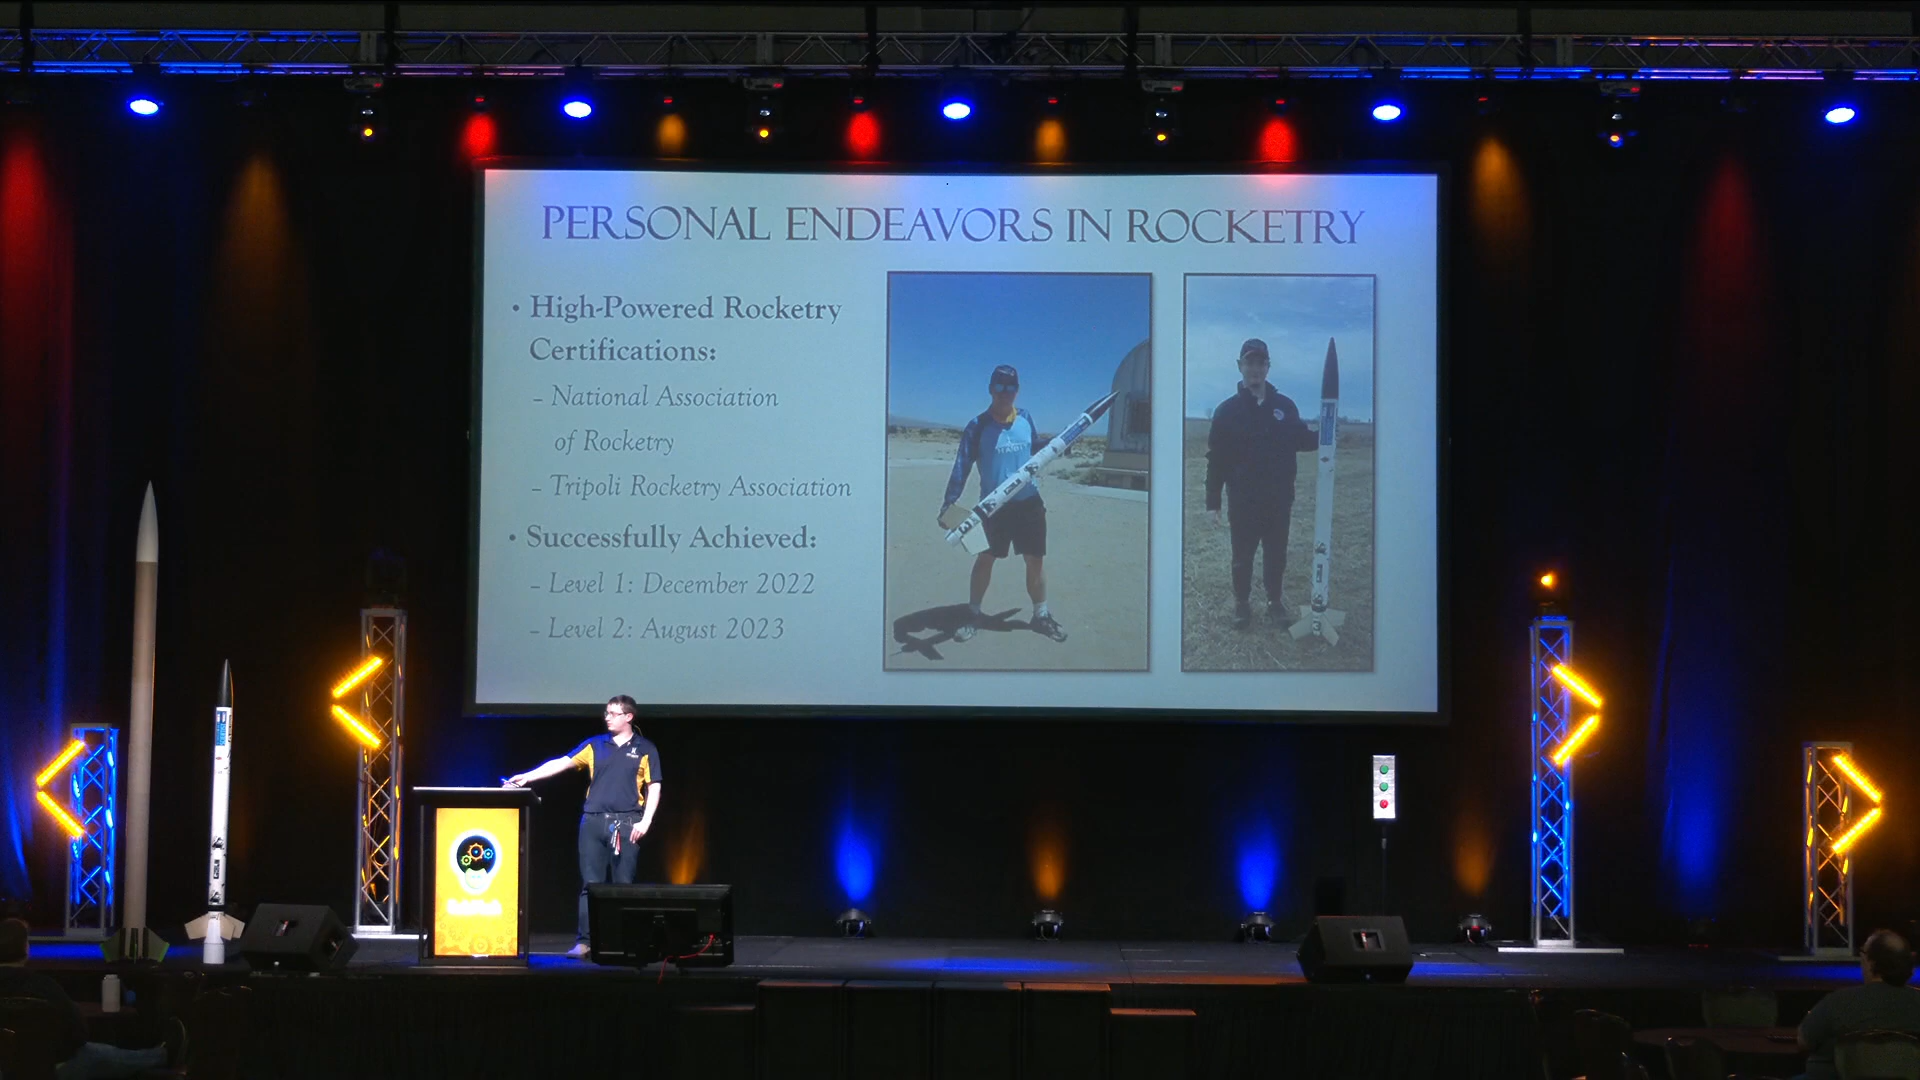 PERSONAL ENDEAVORS IN ROCKETRY
• High-Powered Rocketry
Certifications:
- National Association
of Rocketry
- Tripoli Rocketry Association
• Successfully Achieved:
- Level 1: December 2022
- Level 2: August 2023